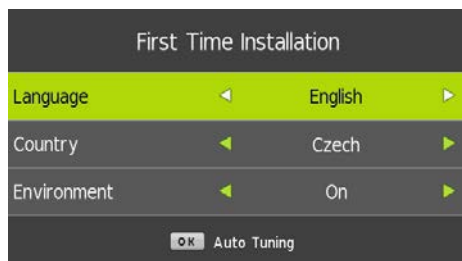 First Time Installation
Language English
Country Czech
Environment On
OK Auto Tuning